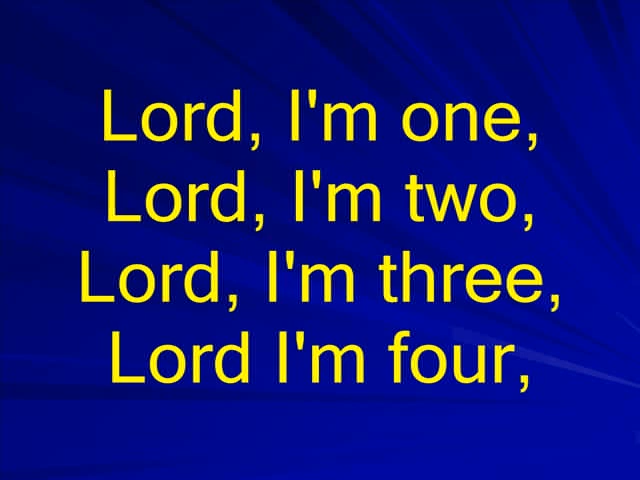 Lord, I'm one,
Lord, I'm two,
Lord, I'm three,
Lord I'm four,